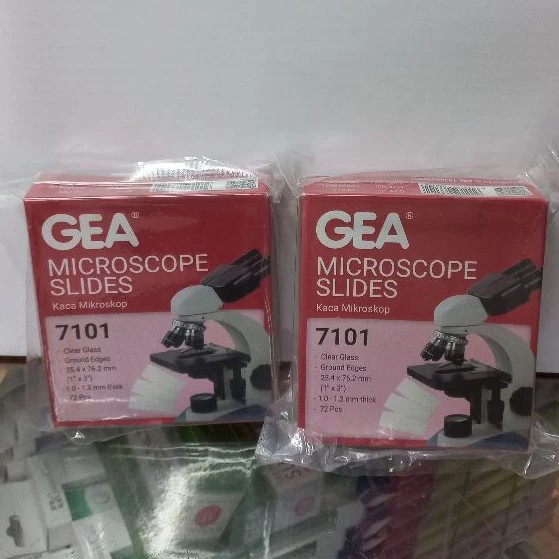 GEA®
MICROSCOPE
SLIDES
Kaca Mikroskop
7101
- Clear Glass
- Ground Edges
- 25.4 x 76.2 mm
(1" x 3")
- 1.0 - 1.2 mm thick
- 72 Pcs
GEA®
MICROSCOPE
SLIDES
Kaca Mikroskop
7101
- Clear Glass
- Ground Edges
- 25.4 x 76.2 mm
(1" x 3")
- 1.0 - 1.2 mm thick
- 72 Pcs